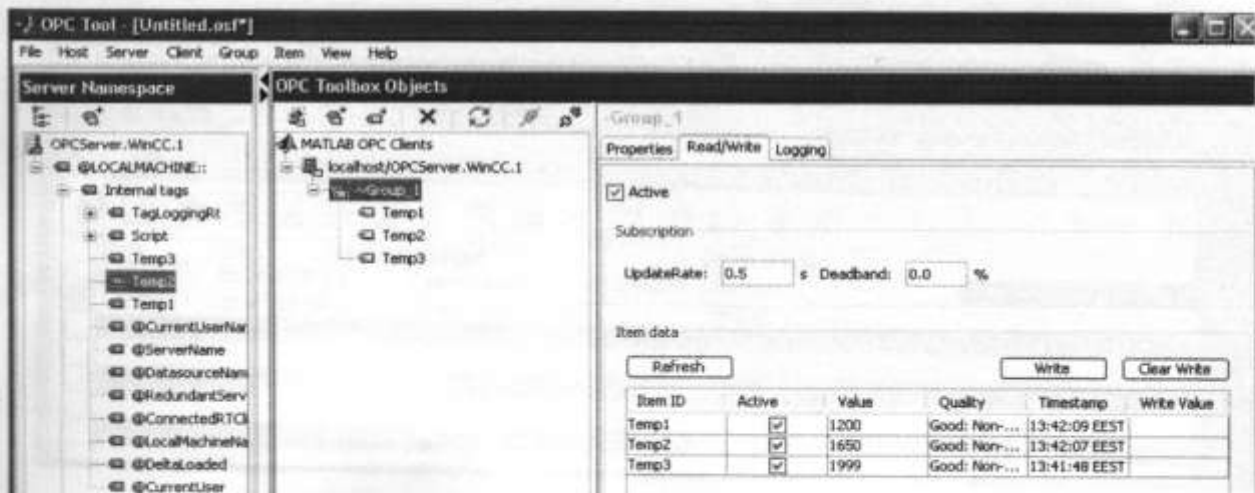 OPC Tool - [Untitled.osf*]
File Host Server Client Group Item View Help
Server Namespace
OPCServer.WinCC.1
@LOCALMACHINE::
Internal tags
TagLoggingRt
Script
Temp3
Temp2
Temp1
@CurrentUserNar
@ServerName
@DatasourceNam
@RedundantServ
@ConnectedRTCli
@LocalMachineNa
@DeltaLoaded
@CurrentUser
OPC Toolbox Objects
MATLAB OPC Clients
localhost/OPCServer.WinCC.1
~Group_1
Temp1
Temp2
Temp3
-Group_1
Properties Read/Write Logging
Active
Subscription
UpdateRate: 0.5 s Deadband: 0.0 %
Item data
Refresh Write Clear Write
Item ID Active Value Quality Timestamp Write Value
Temp1 1200 Good: Non-... 13:42:09 EEST
Temp2 1650 Good: Non-... 13:42:07 EEST
Temp3 1999 Good: Non-... 13:41:48 EEST